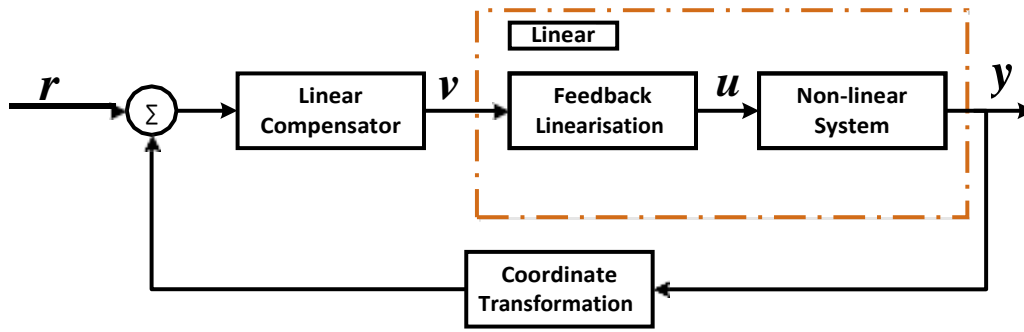 Linear
r
Σ
Linear
Compensator
v
Feedback
Linearisation
u
Non-linear
System
y
Coordinate
Transformation